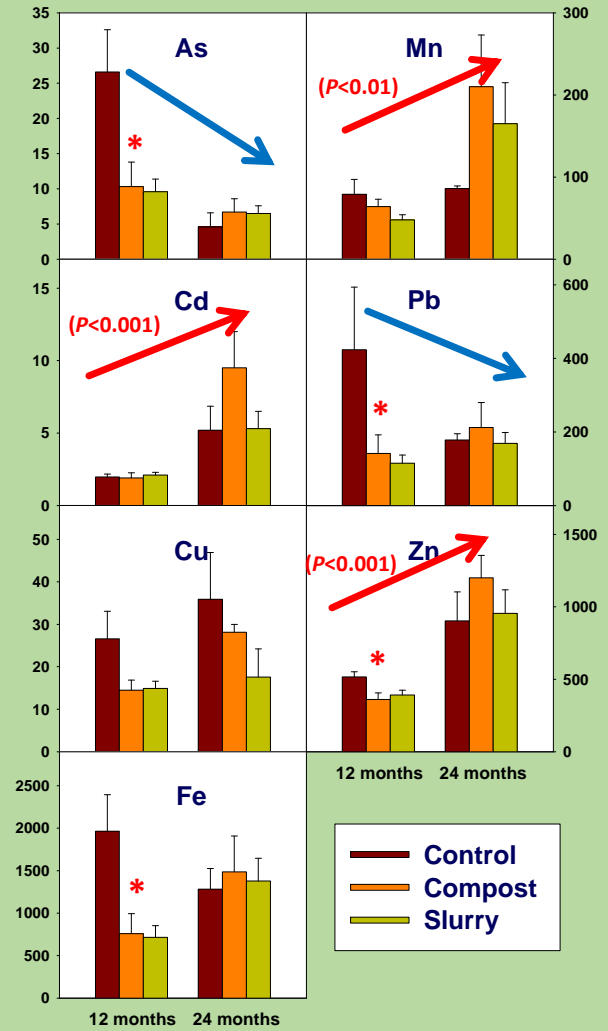 As
35
30
25
20
15
10
5
0
*
Mn
(P<0.01)
300
200
100
0
Cd
(P<0.001)
15
10
5
0
Pb
*
600
400
200
0
Cu
50
40
30
20
10
0
Zn
(P<0.001)
*
1500
1000
500
0
12 months 24 months
Fe
2500
2000
1500
1000
500
0
*
12 months 24 months
Control
Compost
Slurry